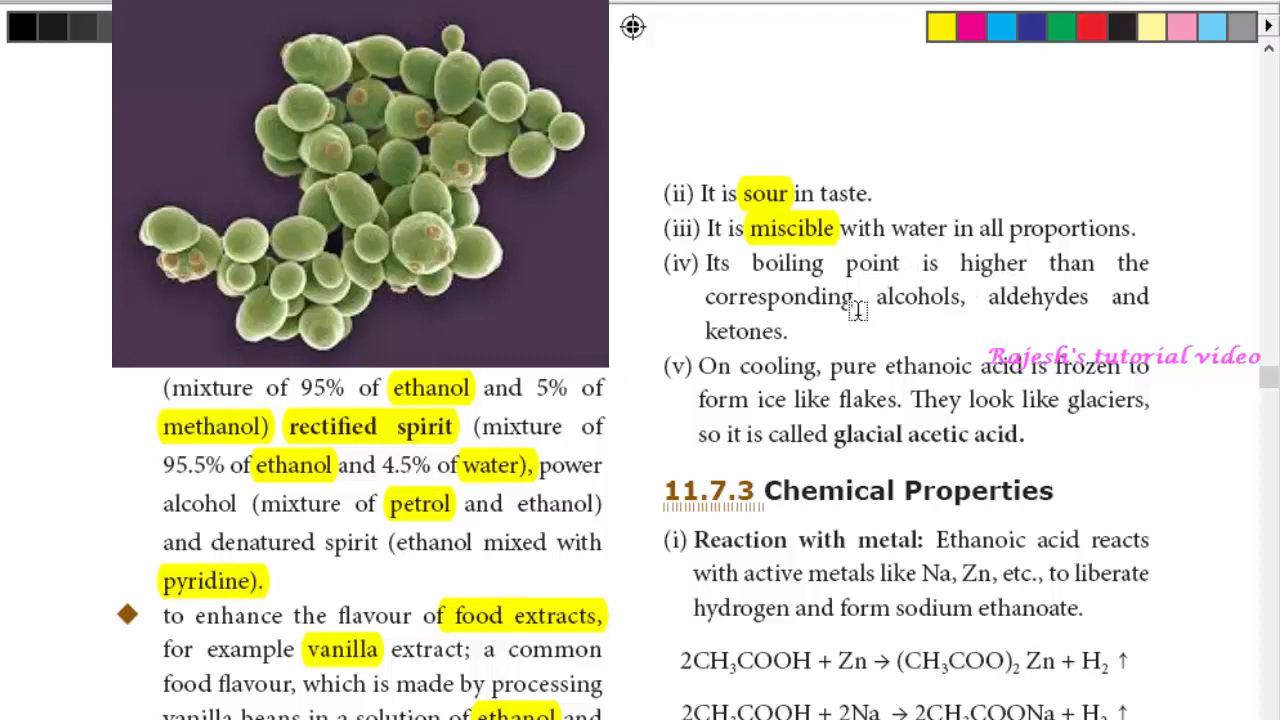 (mixture of 95% of ethanol and 5% of
methanol) rectified spirit (mixture of
95.5% of ethanol and 4.5% of water), power
alcohol (mixture of petrol and ethanol)
and denatured spirit (ethanol mixed with
pyridine).
to enhance the flavour of food extracts,
for example vanilla extract; a common
food flavour, which is made by processing
vanilla beans in a solution of ethanol and
(ii) It is sour in taste.
(iii) It is miscible with water in all proportions.
(iv) Its boiling point is higher than the
corresponding alcohols, aldehydes and
ketones.
Rajesh's tutorial video
(v) On cooling, pure ethanoic acid is frozen to
form ice like flakes. They look like glaciers,
so it is called glacial acetic acid.
11.7.3 Chemical Properties
(i) Reaction with metal: Ethanoic acid reacts
with active metals like Na, Zn, etc., to liberate
hydrogen and form sodium ethanoate.
2CH₃COOH + Zn → (CH₃COO)₂ Zn + H₂ ↑
2CH₃COOH + 2Na → 2CH₃COONa + H₂ ↑